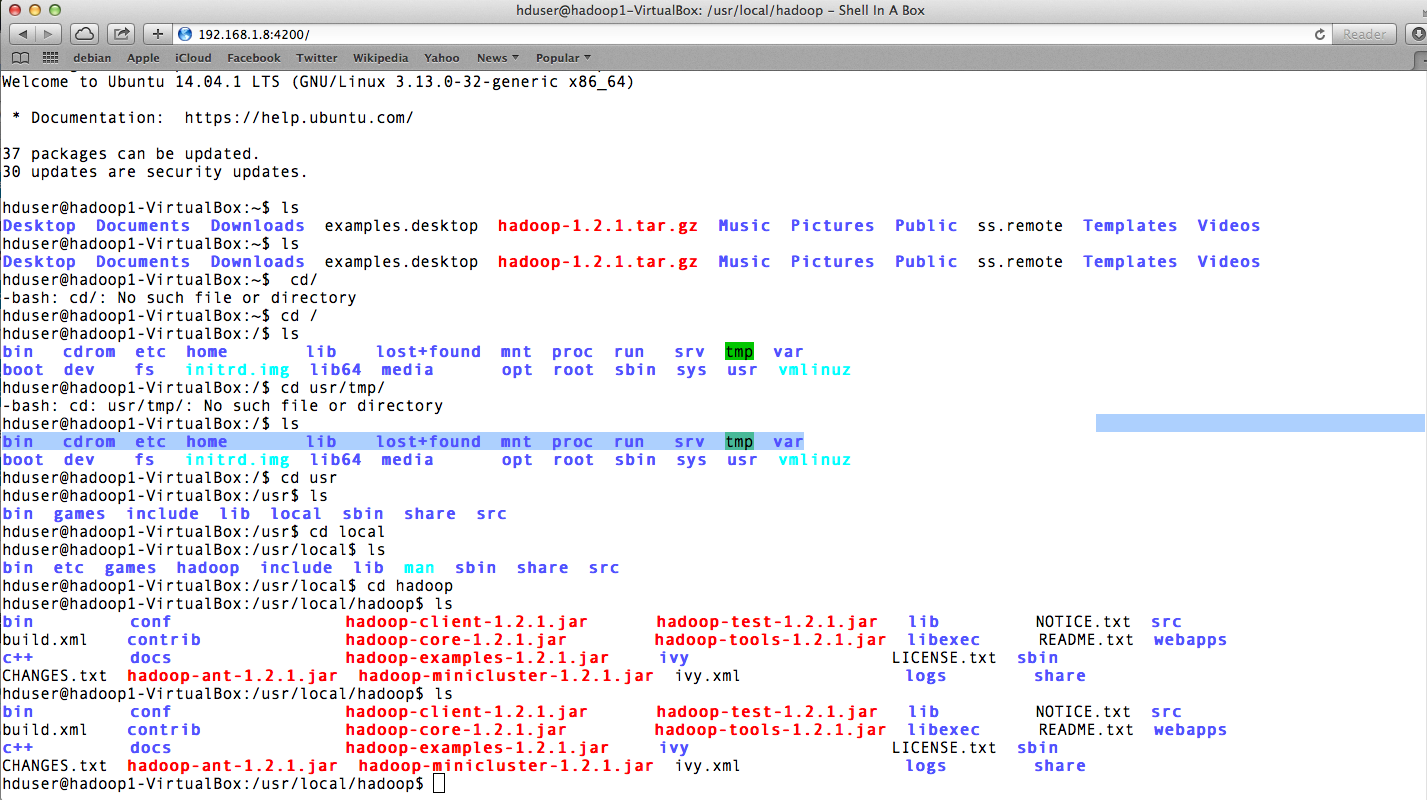 hduser@hadoop1-VirtualBox: /usr/local/hadoop – Shell In A Box
192.168.1.8:4200/
Reader
debian Apple iCloud Facebook Twitter Wikipedia Yahoo News Popular
Welcome to Ubuntu 14.04.1 LTS (GNU/Linux 3.13.0-32-generic x86_64)
* Documentation:  https://help.ubuntu.com/
37 packages can be updated.
30 updates are security updates.
hduser@hadoop1-VirtualBox:~$ ls
Desktop  Documents  Downloads  examples.desktop  hadoop-1.2.1.tar.gz  Music  Pictures  Public  ss.remote  Templates  Videos
hduser@hadoop1-VirtualBox:~$ ls
Desktop  Documents  Downloads  examples.desktop  hadoop-1.2.1.tar.gz  Music  Pictures  Public  ss.remote  Templates  Videos
hduser@hadoop1-VirtualBox:~$  cd/
-bash: cd/: No such file or directory
hduser@hadoop1-VirtualBox:~$ cd /
hduser@hadoop1-VirtualBox:/$ ls
bin   cdrom  etc  home        lib    lost+found  mnt  proc  run   srv  tmp  var
boot  dev    fs   initrd.img  lib64  media       opt  root  sbin  sys  usr  vmlinuz
hduser@hadoop1-VirtualBox:/$ cd usr/tmp/
-bash: cd: usr/tmp/: No such file or directory
hduser@hadoop1-VirtualBox:/$ ls
bin   cdrom  etc  home        lib    lost+found  mnt  proc  run   srv  tmp  var
boot  dev    fs   initrd.img  lib64  media       opt  root  sbin  sys  usr  vmlinuz
hduser@hadoop1-VirtualBox:/$ cd usr
hduser@hadoop1-VirtualBox:/usr$ ls
bin  games  include  lib  local  sbin  share  src
hduser@hadoop1-VirtualBox:/usr$ cd local
hduser@hadoop1-VirtualBox:/usr/local$ ls
bin  etc  games  hadoop  include  lib  man  sbin  share  src
hduser@hadoop1-VirtualBox:/usr/local$ cd hadoop
hduser@hadoop1-VirtualBox:/usr/local/hadoop$ ls
bin          conf                  hadoop-client-1.2.1.jar       hadoop-test-1.2.1.jar   lib          NOTICE.txt  src
build.xml    contrib               hadoop-core-1.2.1.jar         hadoop-tools-1.2.1.jar  libexec      README.txt  webapps
c++          docs                  hadoop-examples-1.2.1.jar     ivy                     LICENSE.txt  sbin
CHANGES.txt  hadoop-ant-1.2.1.jar  hadoop-minicluster-1.2.1.jar  ivy.xml                 logs         share
hduser@hadoop1-VirtualBox:/usr/local/hadoop$ ls
bin          conf                  hadoop-client-1.2.1.jar       hadoop-test-1.2.1.jar   lib          NOTICE.txt  src
build.xml    contrib               hadoop-core-1.2.1.jar         hadoop-tools-1.2.1.jar  libexec      README.txt  webapps
c++          docs                  hadoop-examples-1.2.1.jar     ivy                     LICENSE.txt  sbin
CHANGES.txt  hadoop-ant-1.2.1.jar  hadoop-minicluster-1.2.1.jar  ivy.xml                 logs         share
hduser@hadoop1-VirtualBox:/usr/local/hadoop$